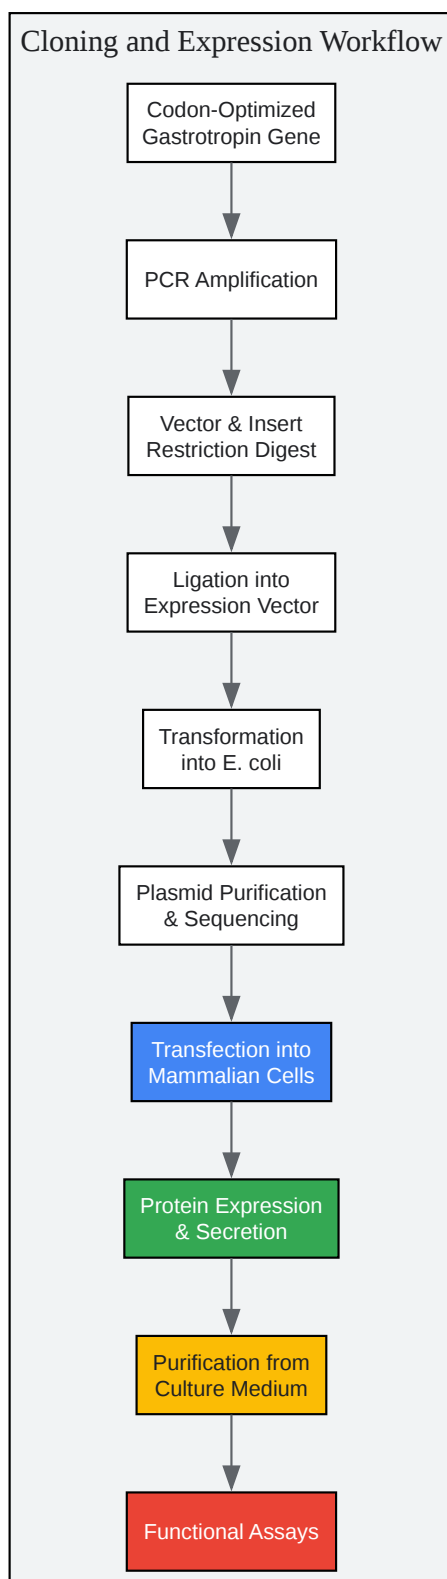 Cloning and Expression Workflow
Codon-Optimized
Gastrotropin Gene
PCR Amplification
Vector & Insert
Restriction Digest
Ligation into
Expression Vector
Transformation
into E. coli
Plasmid Purification
& Sequencing
Transfection into
Mammalian Cells
Protein Expression
& Secretion
Purification from
Culture Medium
Functional Assays